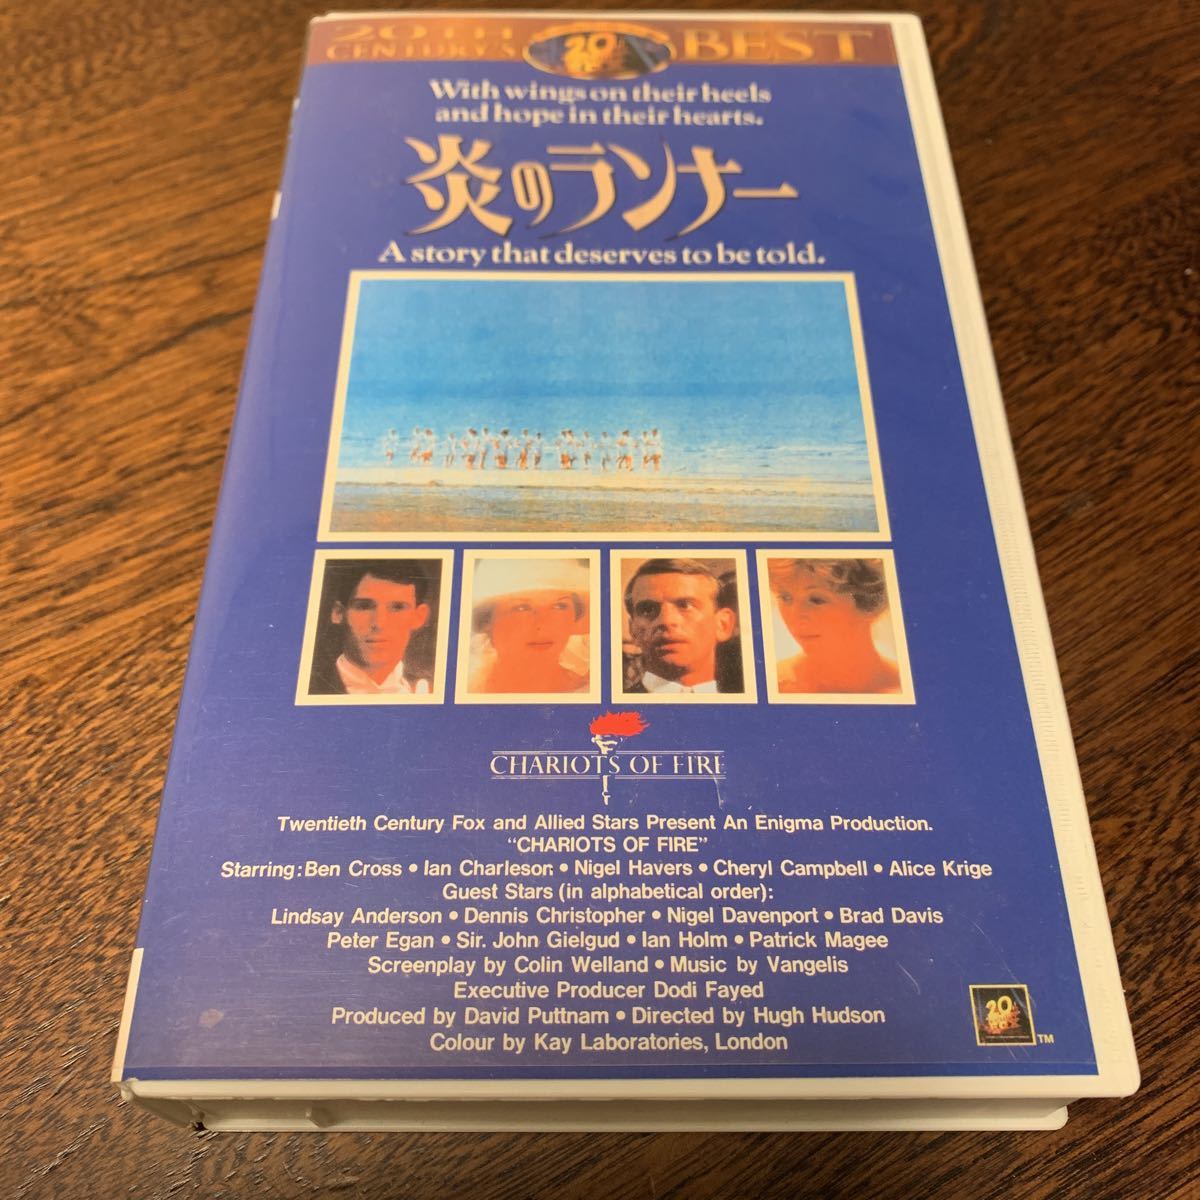 20TH CENTURY'S BEST
20
With wings on their heels
and hope in their hearts.
炎のランナー
A story that deserves to be told.
CHARIOTS OF FIRE
Twentieth Century Fox and Allied Stars Present An Enigma Production.
“CHARIOTS OF FIRE”
Starring: Ben Cross • Ian Charleson • Nigel Havers • Cheryl Campbell • Alice Krige
Guest Stars (in alphabetical order):
Lindsay Anderson • Dennis Christopher • Nigel Davenport • Brad Davis
Peter Egan • Sir. John Gielgud • Ian Holm • Patrick Magee
Screenplay by Colin Welland • Music by Vangelis
Executive Producer Dodi Fayed
Produced by David Puttnam • Directed by Hugh Hudson
Colour by Kay Laboratories, London
20
TM